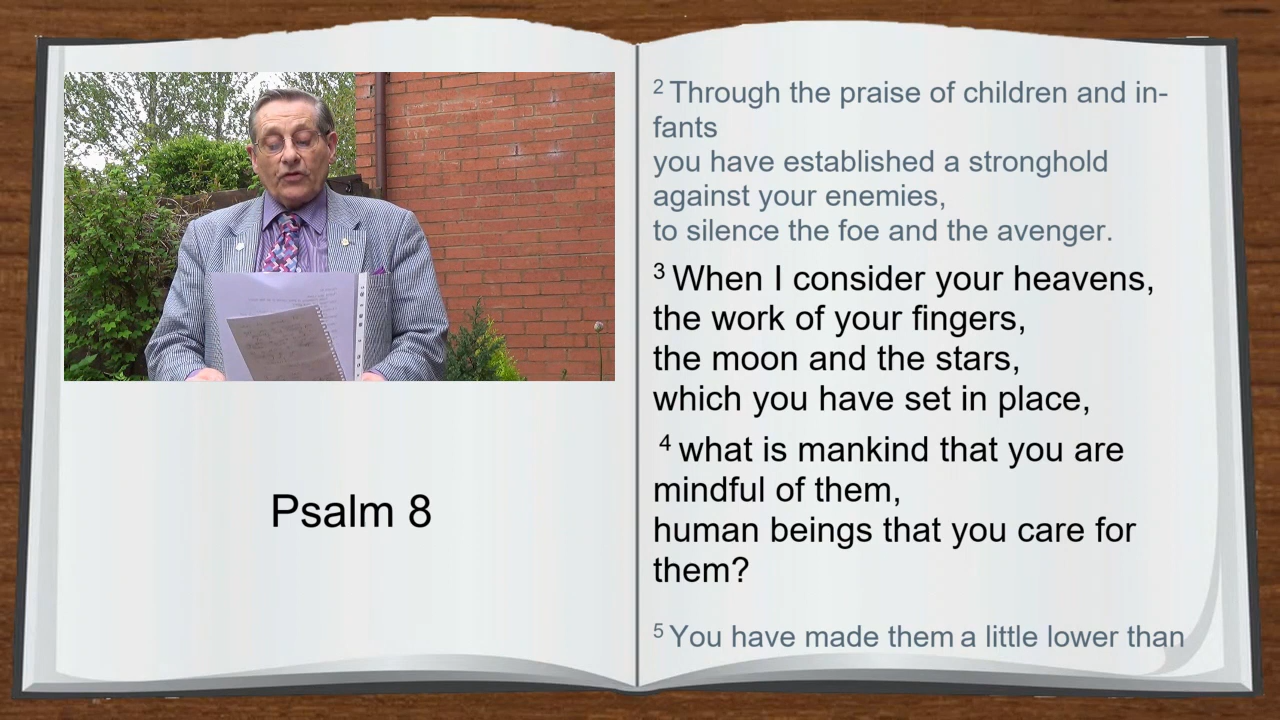 Psalm 8
2 Through the praise of children and in-
fants
you have established a stronghold
against your enemies,
to silence the foe and the avenger.
3 When I consider your heavens,
the work of your fingers,
the moon and the stars,
which you have set in place,
4 what is mankind that you are
mindful of them,
human beings that you care for
them?
5 You have made them a little lower than